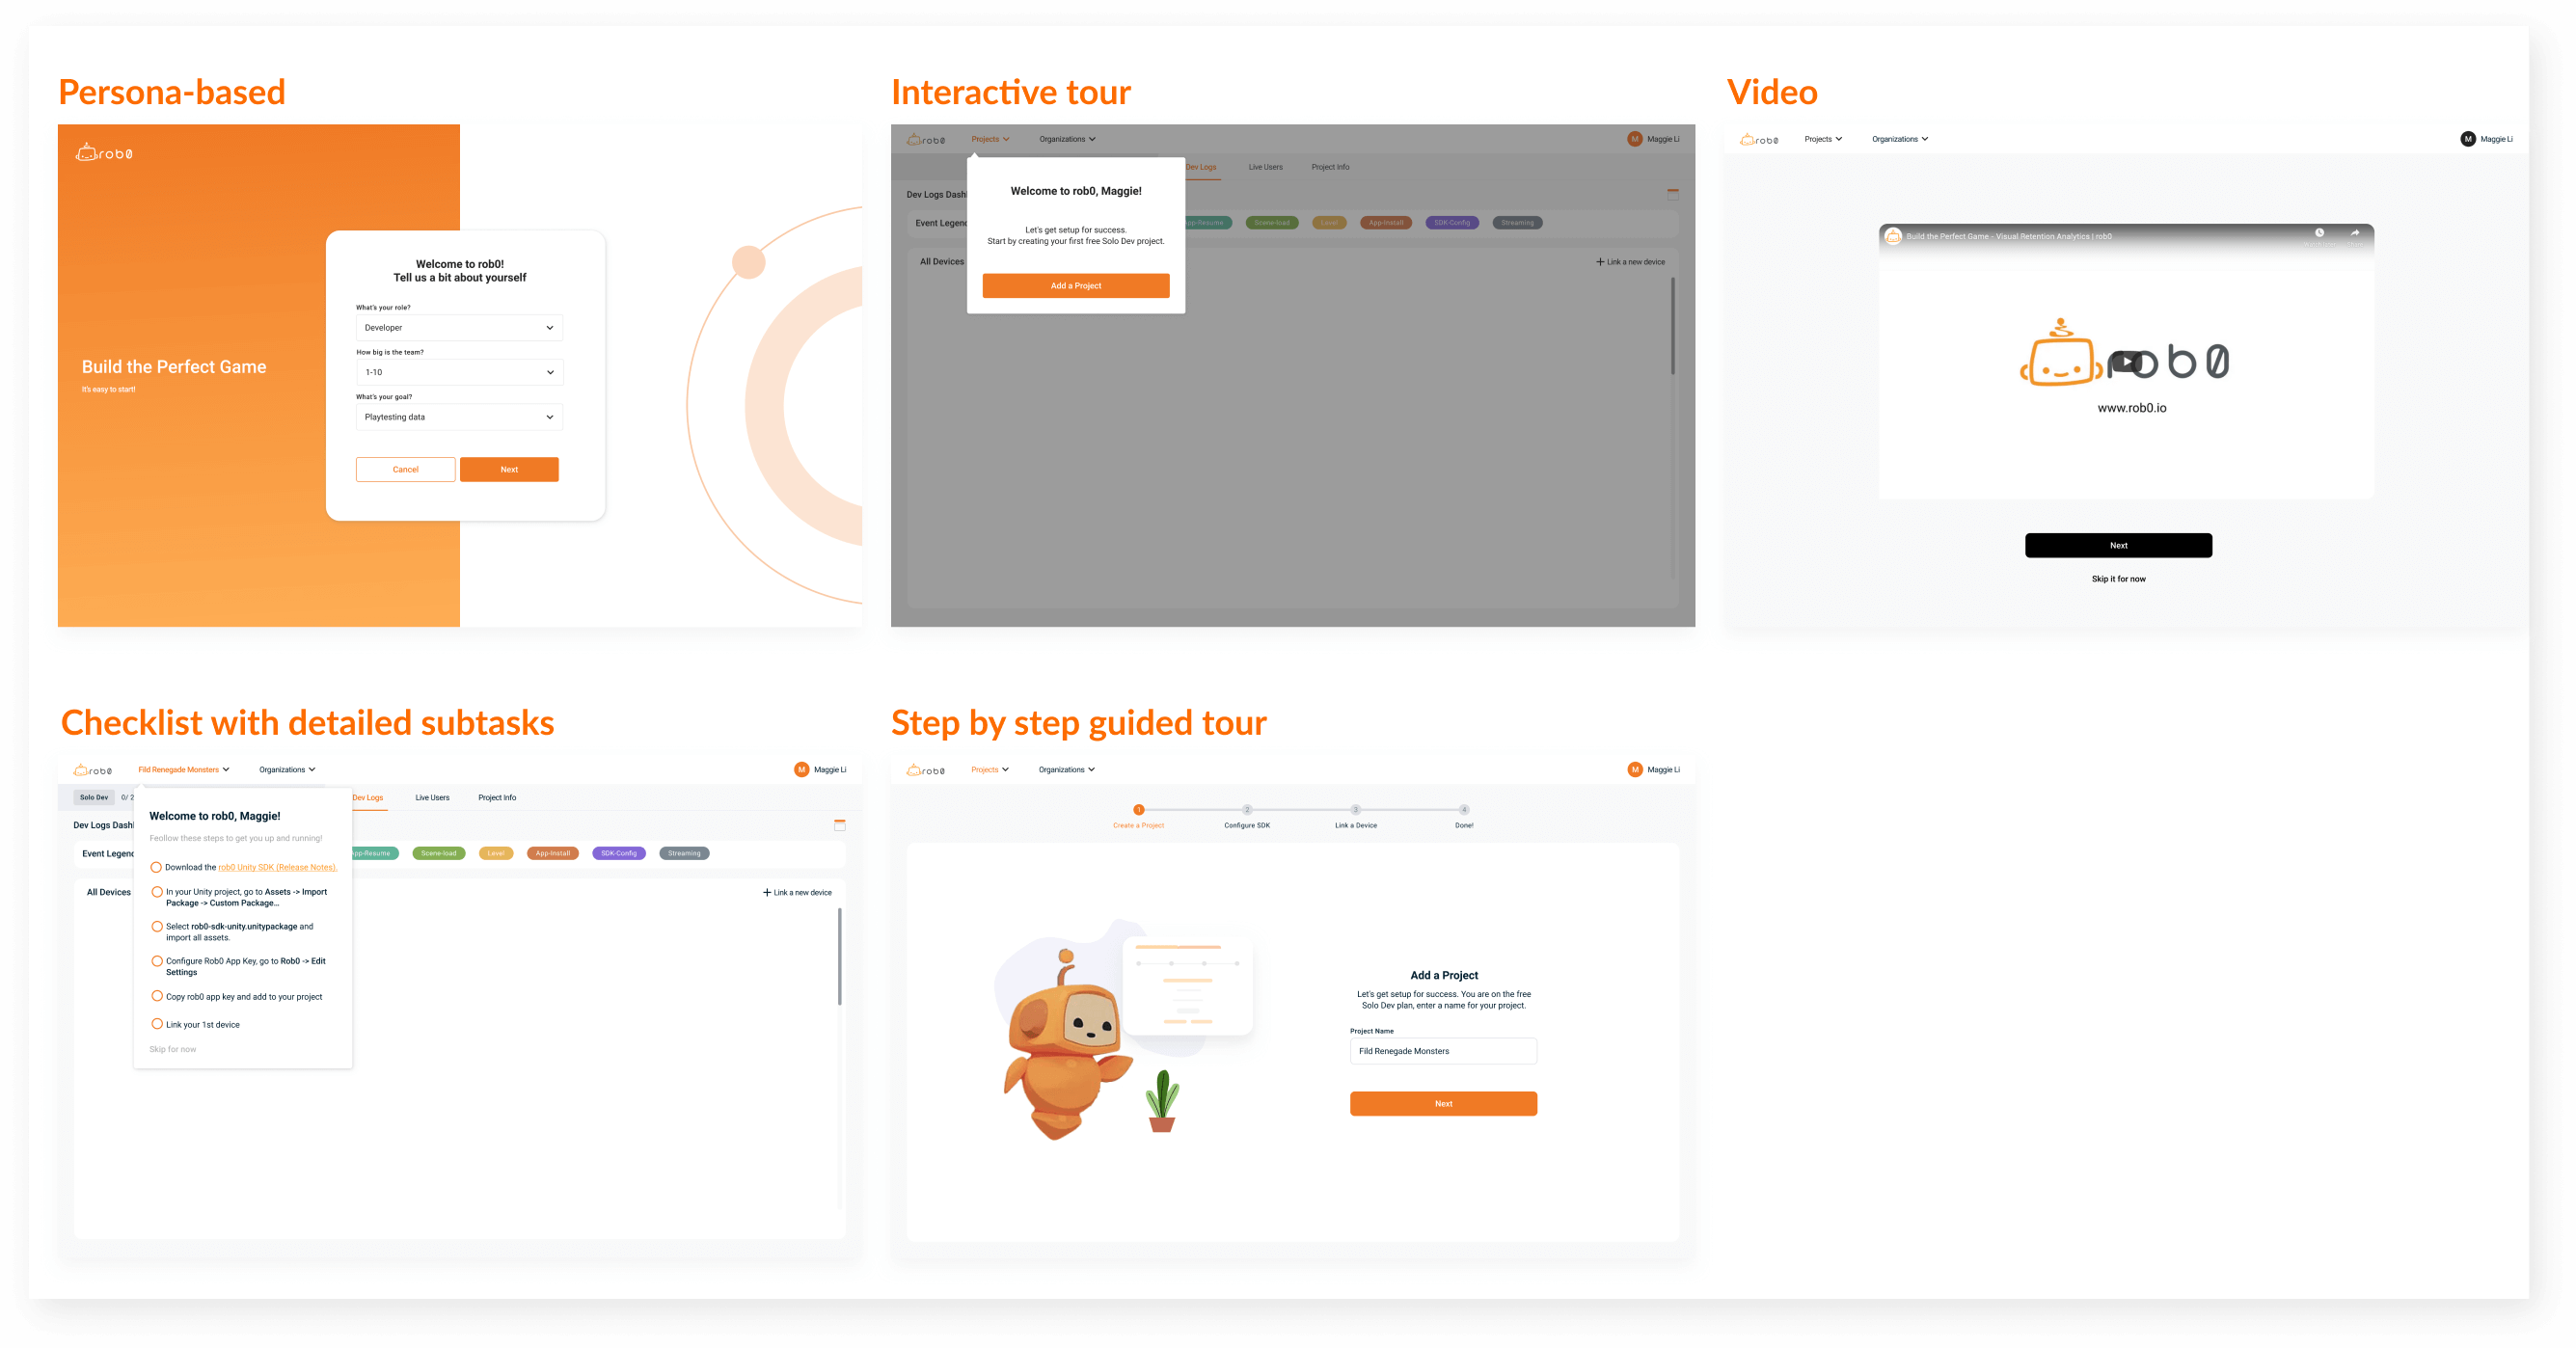 Persona-based
rob0
Build the Perfect Game
It's easy to start!
Welcome to rob0!
Tell us a bit about yourself
What's your role?
Developer
How big is the team?
1-10
What's your goal?
Playtesting data
Cancel
Next
Interactive tour
rob0
Projects
Organizations
M
Maggie Li
Dev Logs
Live Users
Project Info
Dev Logs Dash
Event Legend
App-Resume
Scene-load
Level
App-Install
SDK-Config
Streaming
All Devices
Link a new device
Welcome to rob0, Maggie!
Let's get setup for success.
Start by creating your first free Solo Dev project.
Add a Project
Video
rob0
Projects
Organizations
M
Maggie Li
Build the Perfect Game - Visual Retention Analytics | rob0
rob0
www.rob0.io
Next
Skip it for now
Checklist with detailed subtasks
rob0
Fild Renegade Monsters
Organizations
M
Maggie Li
Solo Dev
0/ 2
Dev Logs
Live Users
Project Info
Dev Logs Dash
Event Legend
App-Resume
Scene-load
Level
App-Install
SDK-Config
Streaming
All Devices
Link a new device
Welcome to rob0, Maggie!
Feollow these steps to get you up and running!
Download the rob0 Unity SDK (Release Notes).
In your Unity project, go to Assets -> Import
Package -> Custom Package...
Select rob0-sdk-unity.unitypackage and
import all assets.
Configure Rob0 App Key, go to Rob0 -> Edit
Settings
Copy rob0 app key and add to your project
Link your 1st device
Skip for now
Step by step guided tour
rob0
Projects
Organizations
M
Maggie Li
1
2
3
4
Create a Project
Configure SDK
Link a Device
Done!
Add a Project
Let's get setup for success. You are on the free
Solo Dev plan, enter a name for your project.
Project Name
Fild Renegade Monsters
Next